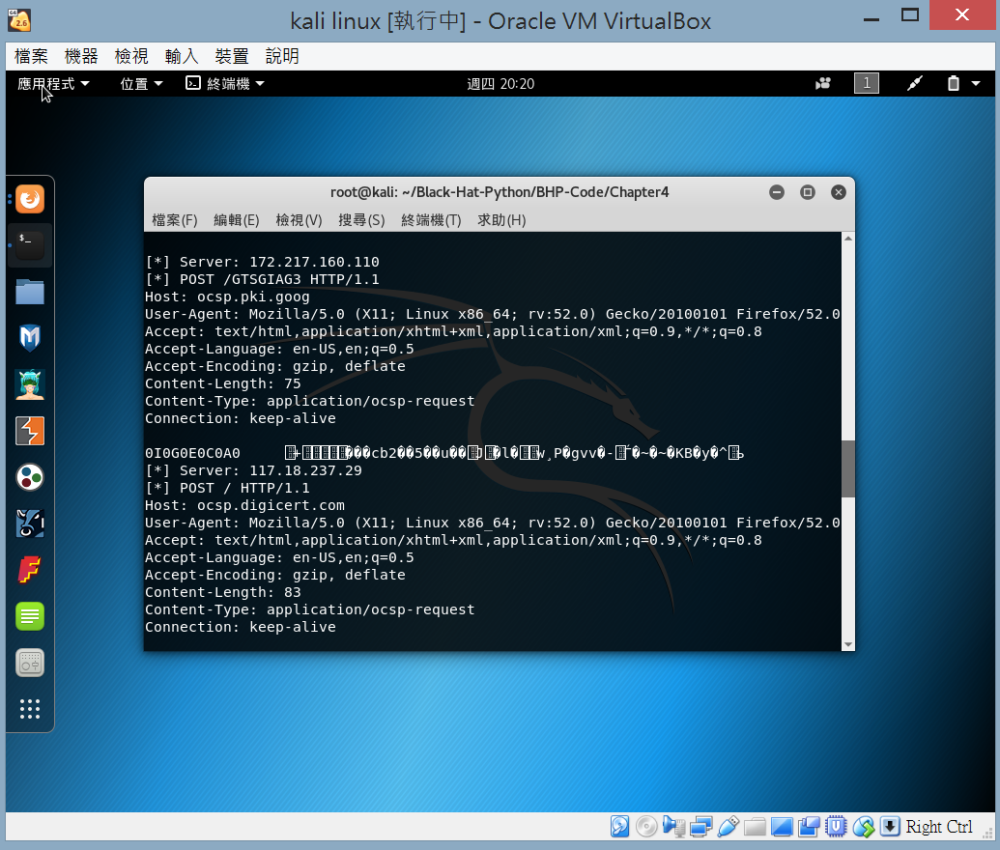 kali linux [執行中] - Oracle VM VirtualBox
檔案 機器 檢視 輸入 裝置 說明
應用程式 位置 終端機 週四 20:20 1
root@kali: ~/Black-Hat-Python/BHP-Code/Chapter4
檔案(F) 編輯(E) 檢視(V) 搜尋(S) 終端機(T) 求助(H)
[*] Server: 172.217.160.110
[*] POST /GTSGIAG3 HTTP/1.1
Host: ocsp.pki.goog
User-Agent: Mozilla/5.0 (X11; Linux x86_64; rv:52.0) Gecko/20100101 Firefox/52.0
Accept: text/html,application/xhtml+xml,application/xml;q=0.9,*/*;q=0.8
Accept-Language: en-US,en;q=0.5
Accept-Encoding: gzip, deflate
Content-Length: 75
Content-Type: application/ocsp-request
Connection: keep-alive
0I0G0E0C0A0
[*] Server: 117.18.237.29
[*] POST / HTTP/1.1
Host: ocsp.digicert.com
User-Agent: Mozilla/5.0 (X11; Linux x86_64; rv:52.0) Gecko/20100101 Firefox/52.0
Accept: text/html,application/xhtml+xml,application/xml;q=0.9,*/*;q=0.8
Accept-Language: en-US,en;q=0.5
Accept-Encoding: gzip, deflate
Content-Length: 83
Content-Type: application/ocsp-request
Connection: keep-alive
Right Ctrl